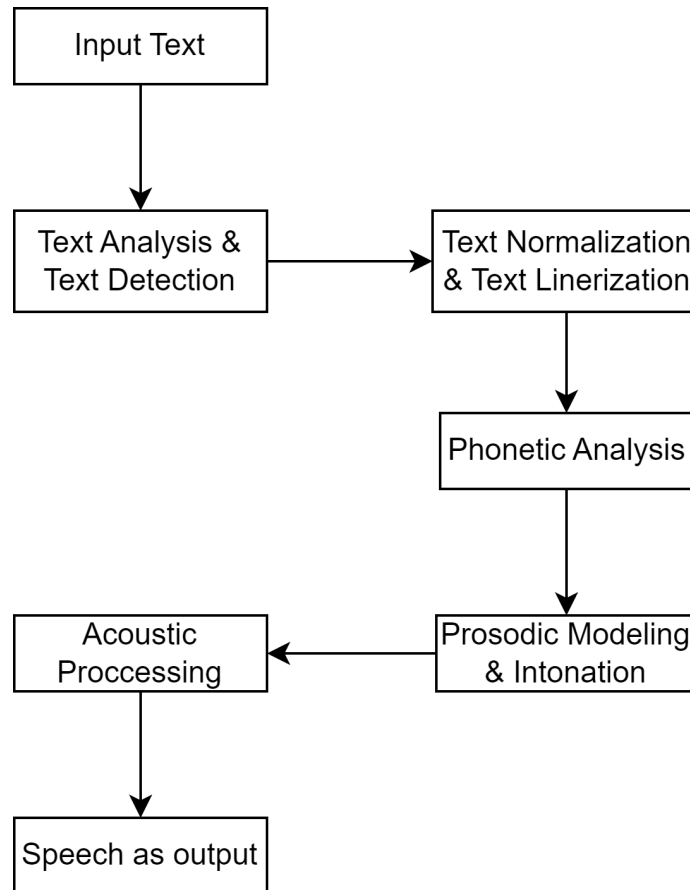 Input Text
Text Analysis &
Text Detection
Text Normalization
& Text Linerization
Phonetic Analysis
Prosodic Modeling
& Intonation
Acoustic
Proccessing
Speech as output